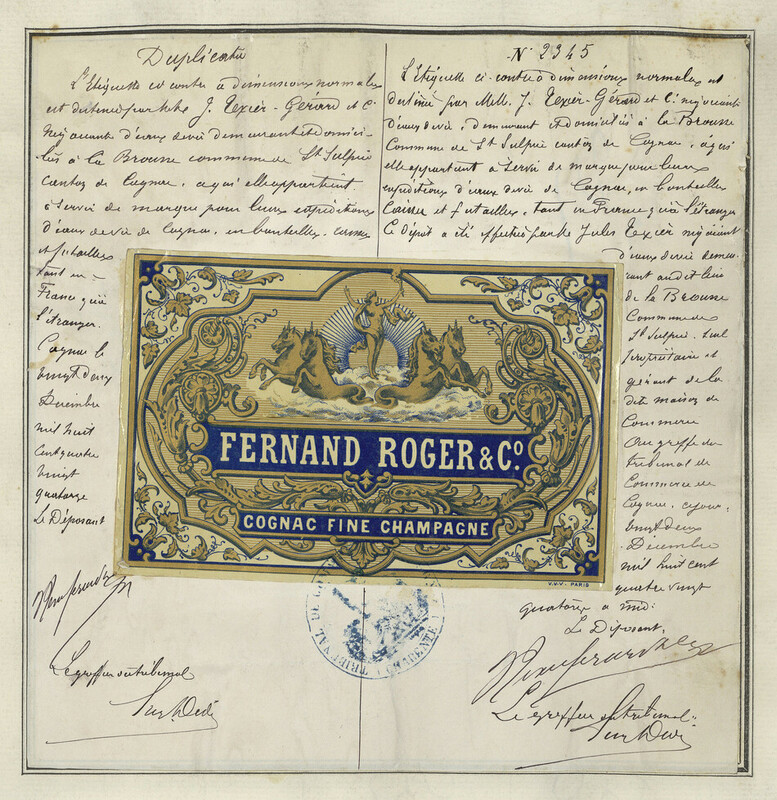 Duplicata
L'étiquette ci contre à dimensions normales
est destinée par J. Texier-Gérard et C.
négociants d'eaux de vie demeurant et domici-
liés à la Brousse commune de St Sulpice
canton de Cognac, à qui elle appartient
à servir de marque pour leurs expéditions
d'eaux de vie de Cognac, en bouteilles, caisses
et futailles
tant en
France qu'à
l'étranger.
Cognac le
vingt deux
Décembre
mil huit
cent quatre
vingt
quatorze
Le Déposant
Le greffier du tribunal
N° 2345
L'étiquette ci-contre à dimensions normales est
destinée par MM. J. Texier-Gérard et C. négociants
d'eaux de vie, demeurant et domiciliés à la Brousse
Commune de St Sulpice canton de Cognac, à qui
elle appartient à servir de marque pour leurs
expéditions d'eaux de vie de Cognac, en bouteilles
caisses et futailles, tant en France qu'à l'étranger
Ce dépôt a été effectué par Mr Jules Texier négociant
d'eaux de vie demeu-
rant au dit lieu
de la Brousse
Commune de
St Sulpice, seul
propriétaire et
gérant de la
dite maison de
Commerce
Au greffe du
tribunal de
Commerce de
Cognac, ce jour
vingt deux
Décembre
mil huit cent
quatre vingt
quatorze à midi
Le Déposant,
Le greffier du tribunal
FERNAND ROGER & Co.
COGNAC FINE CHAMPAGNE
V.V.V. PARIS
TRIBUNAL DE
CHARENTE